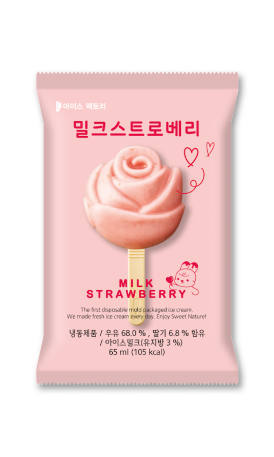 아이스 팩토리
밀크스트로베리
MILK
STRAWBERRY
The first disposable mold packaged ice cream.
We made fresh ice cream every day. Enjoy Sweet Nature!
냉동제품 / 우유 68.0 % , 딸기 6.8 % 함유
/ 아이스밀크(유지방 3 %)
65 ml (105 kcal)